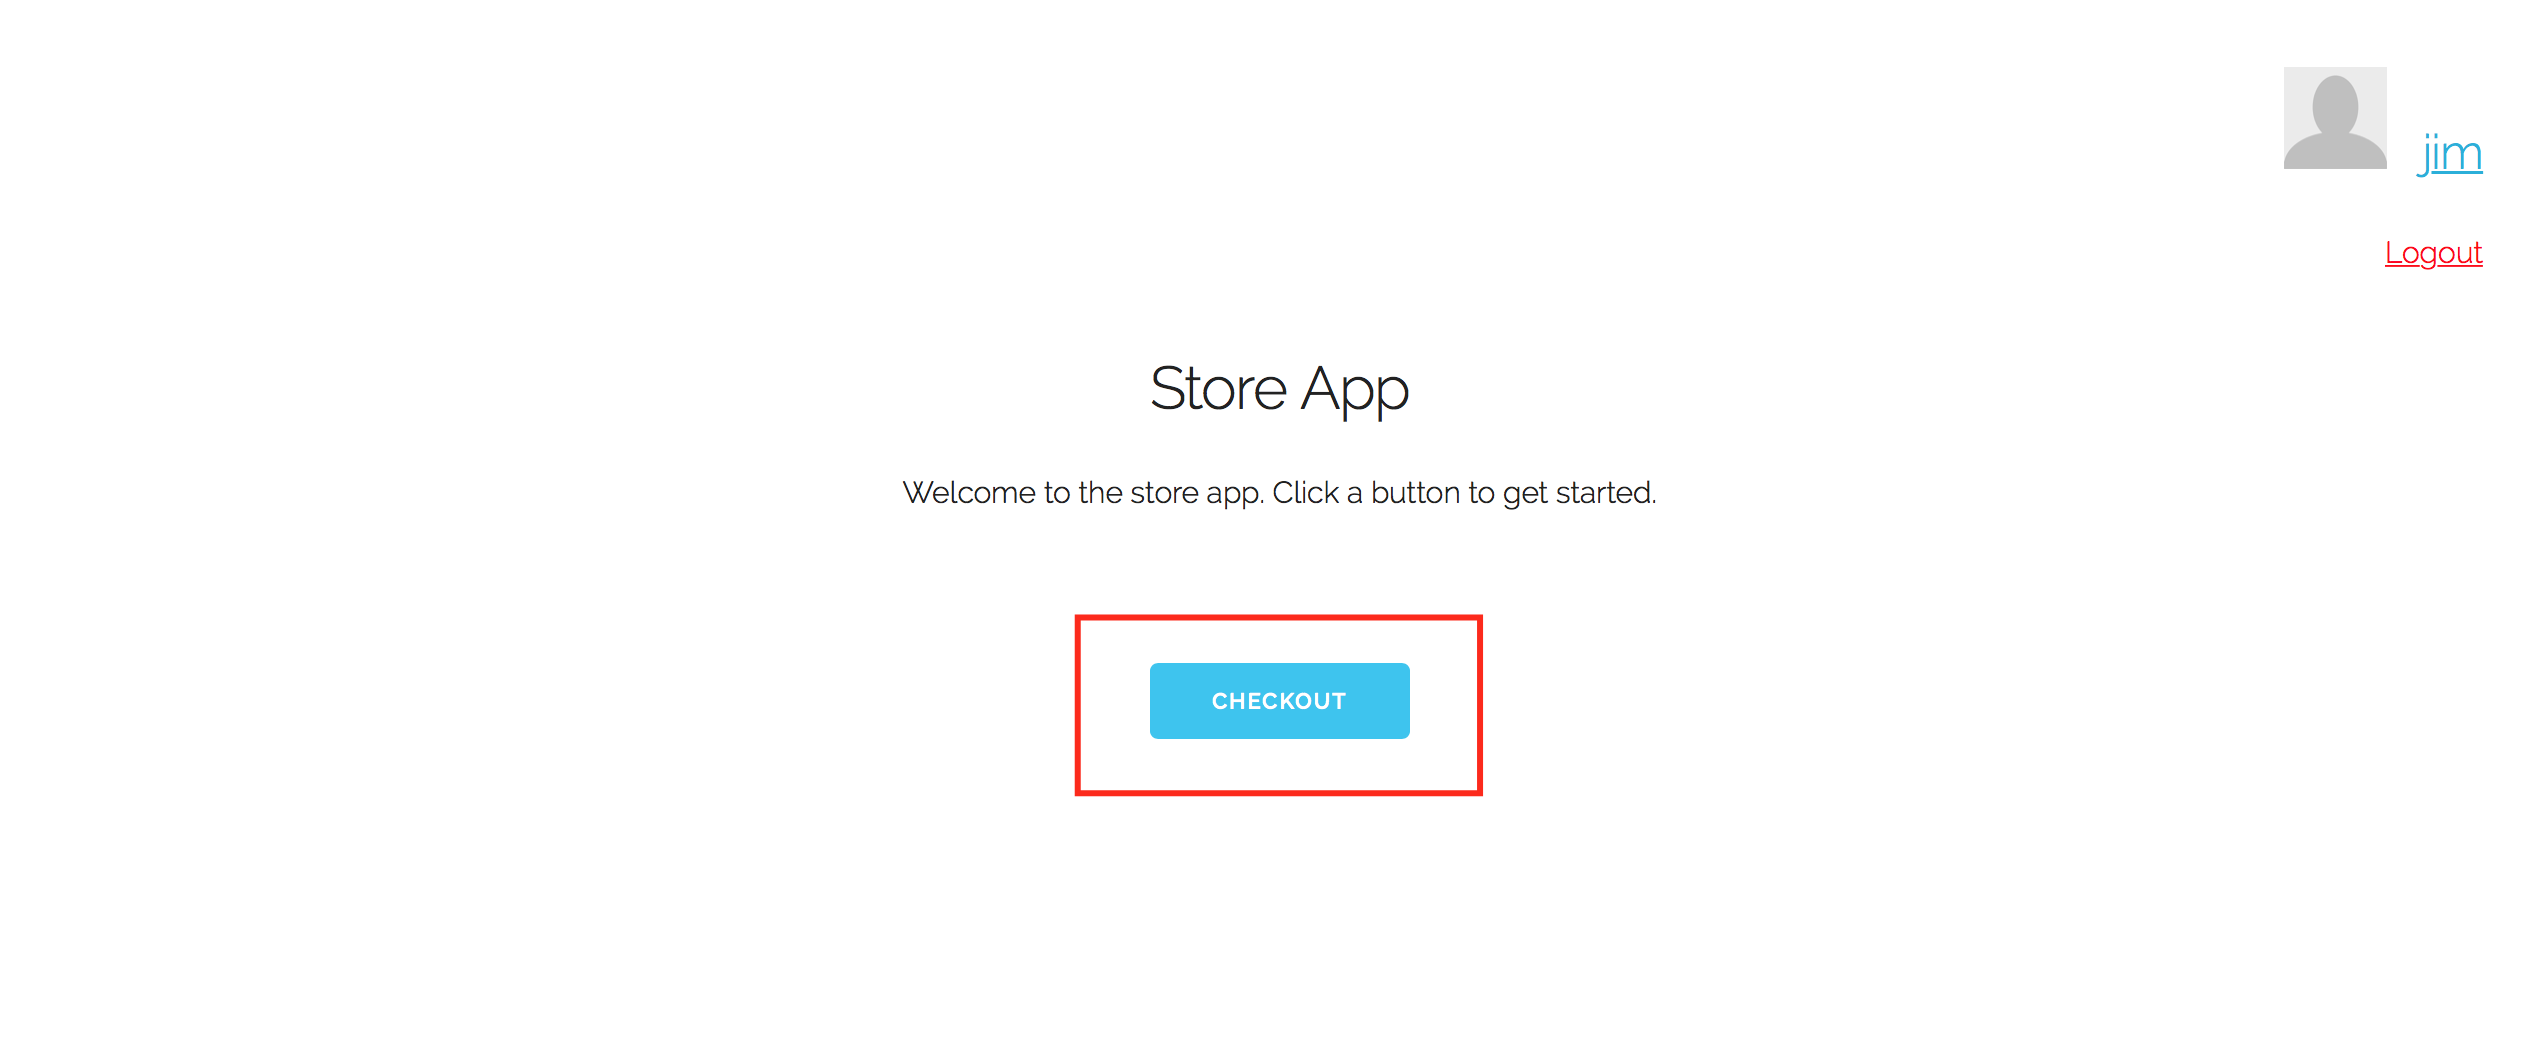 jim
Logout
Store App
Welcome to the store app. Click a button to get started.
CHECKOUT